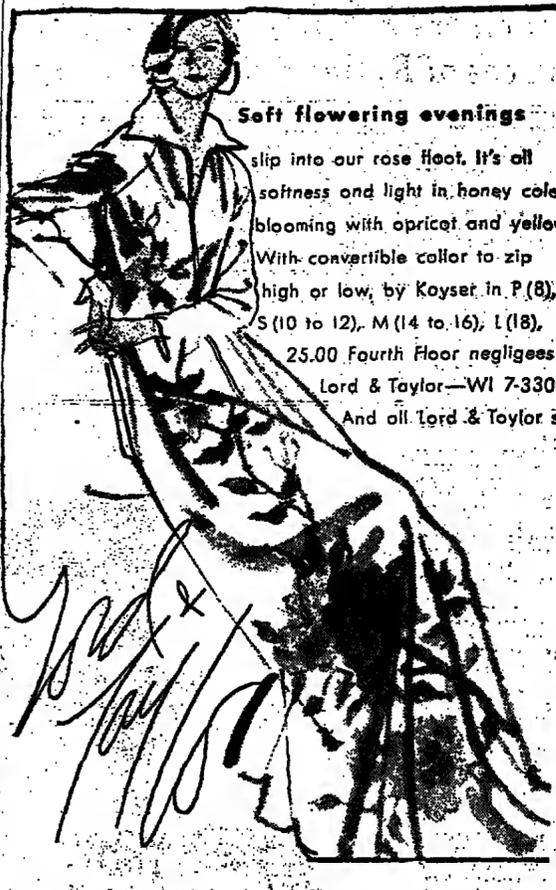 Soft flowering evenings
slip into our rose float. It's all
softness and light in honey
blooming with apricot and
With convertible collar to zip
high or low, by Kayser in P (8),
S (10 to 12), M (14 to 16), L (18),
25.00 Fourth Floor negligees
Lord & Taylor—WI 7-330
And all Lord & Taylor
Lord &
Taylor